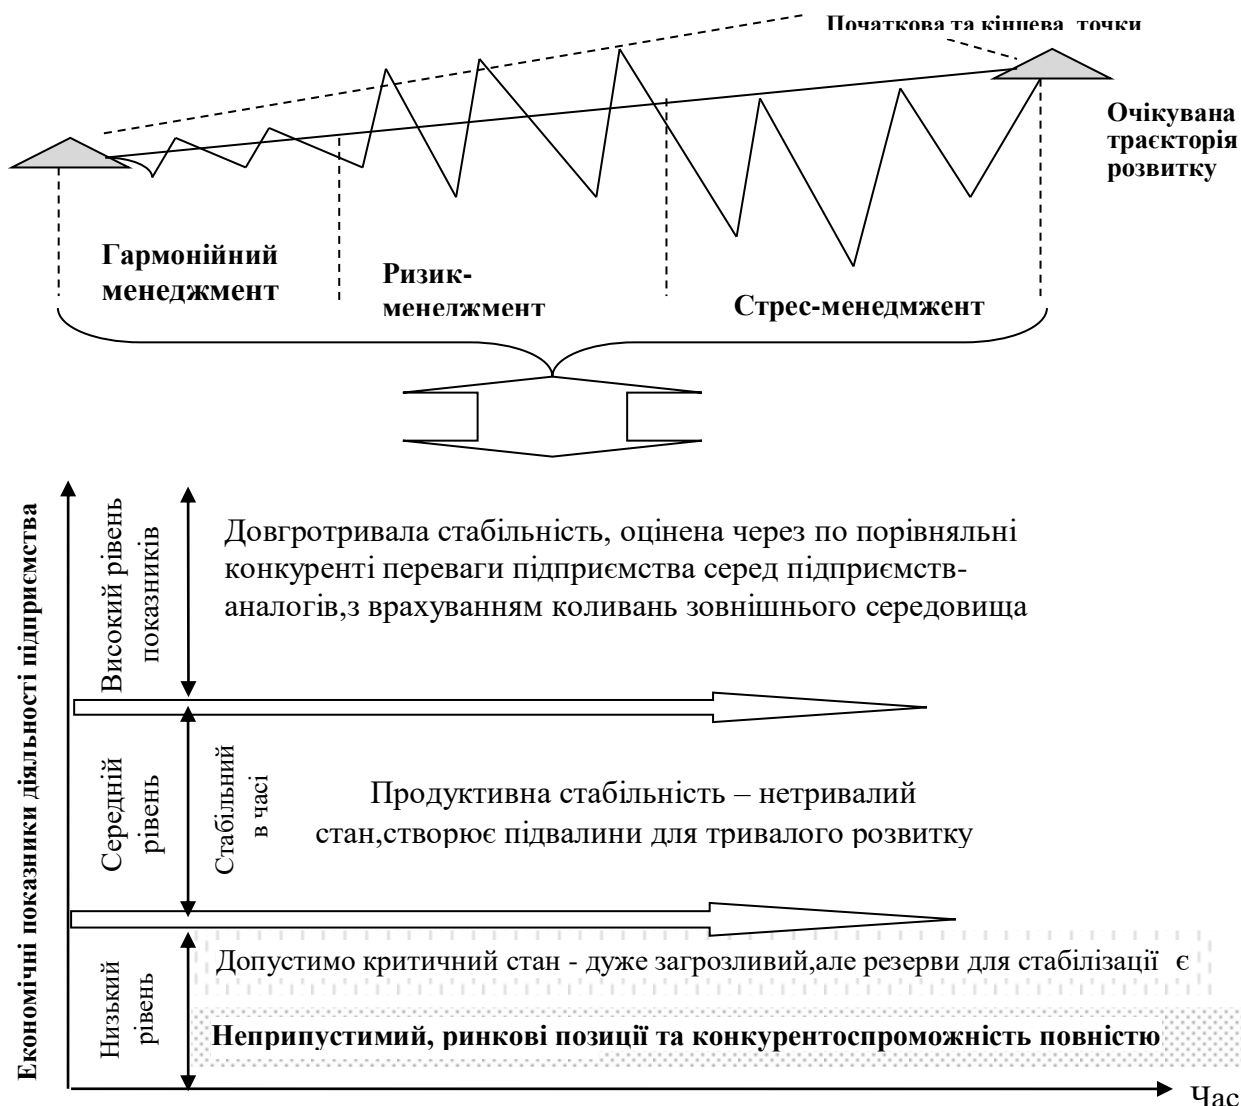 Початкова та кінцева точки
Очікувана
траєкторія
розвитку
Гармонійний
менеджмент
Ризик-
менеджмент
Стрес-менедмжент
Економічні показники діяльності підприємства
Високий рівень
показників
Довгротривала стабільність, оцінена через по порівняльні
конкуренті переваги підприємства серед підприємств-
аналогів,з врахуванням коливань зовнішнього середовища
Середній
рівень
Стабільний
в часі
Продуктивна стабільність – нетривалий
стан,створює підвалини для тривалого розвитку
Низький
рівень
Допустимо критичний стан - дуже загрозливий,але резерви для стабілізації є
Неприпустимий, ринкові позиції та конкурентоспроможність повністю
Час